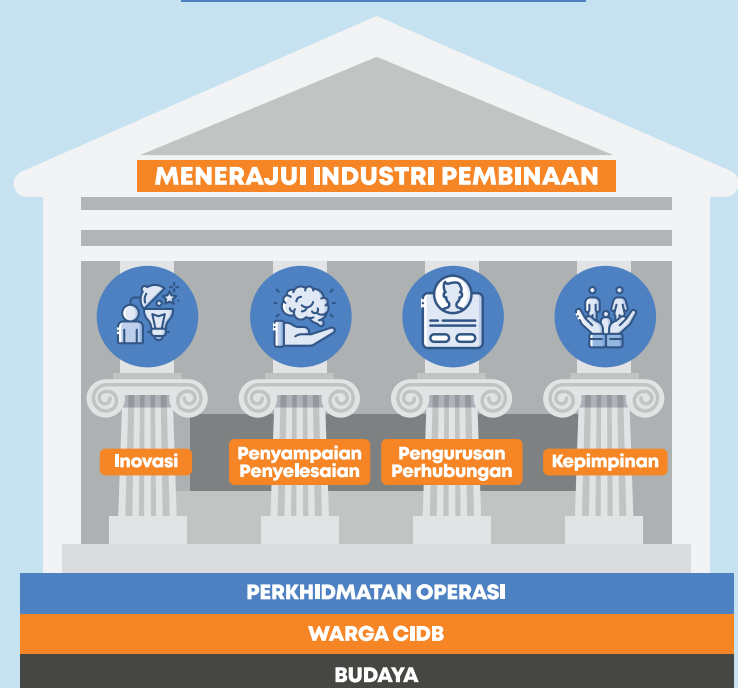 MENERAJUI INDUSTRI PEMBINAAN
Inovasi
Penyampaian
Penyelesaian
Pengurusan
Perhubungan
Kepimpinan
PERKHIDMATAN OPERASI
WARGA CIDB
BUDAYA